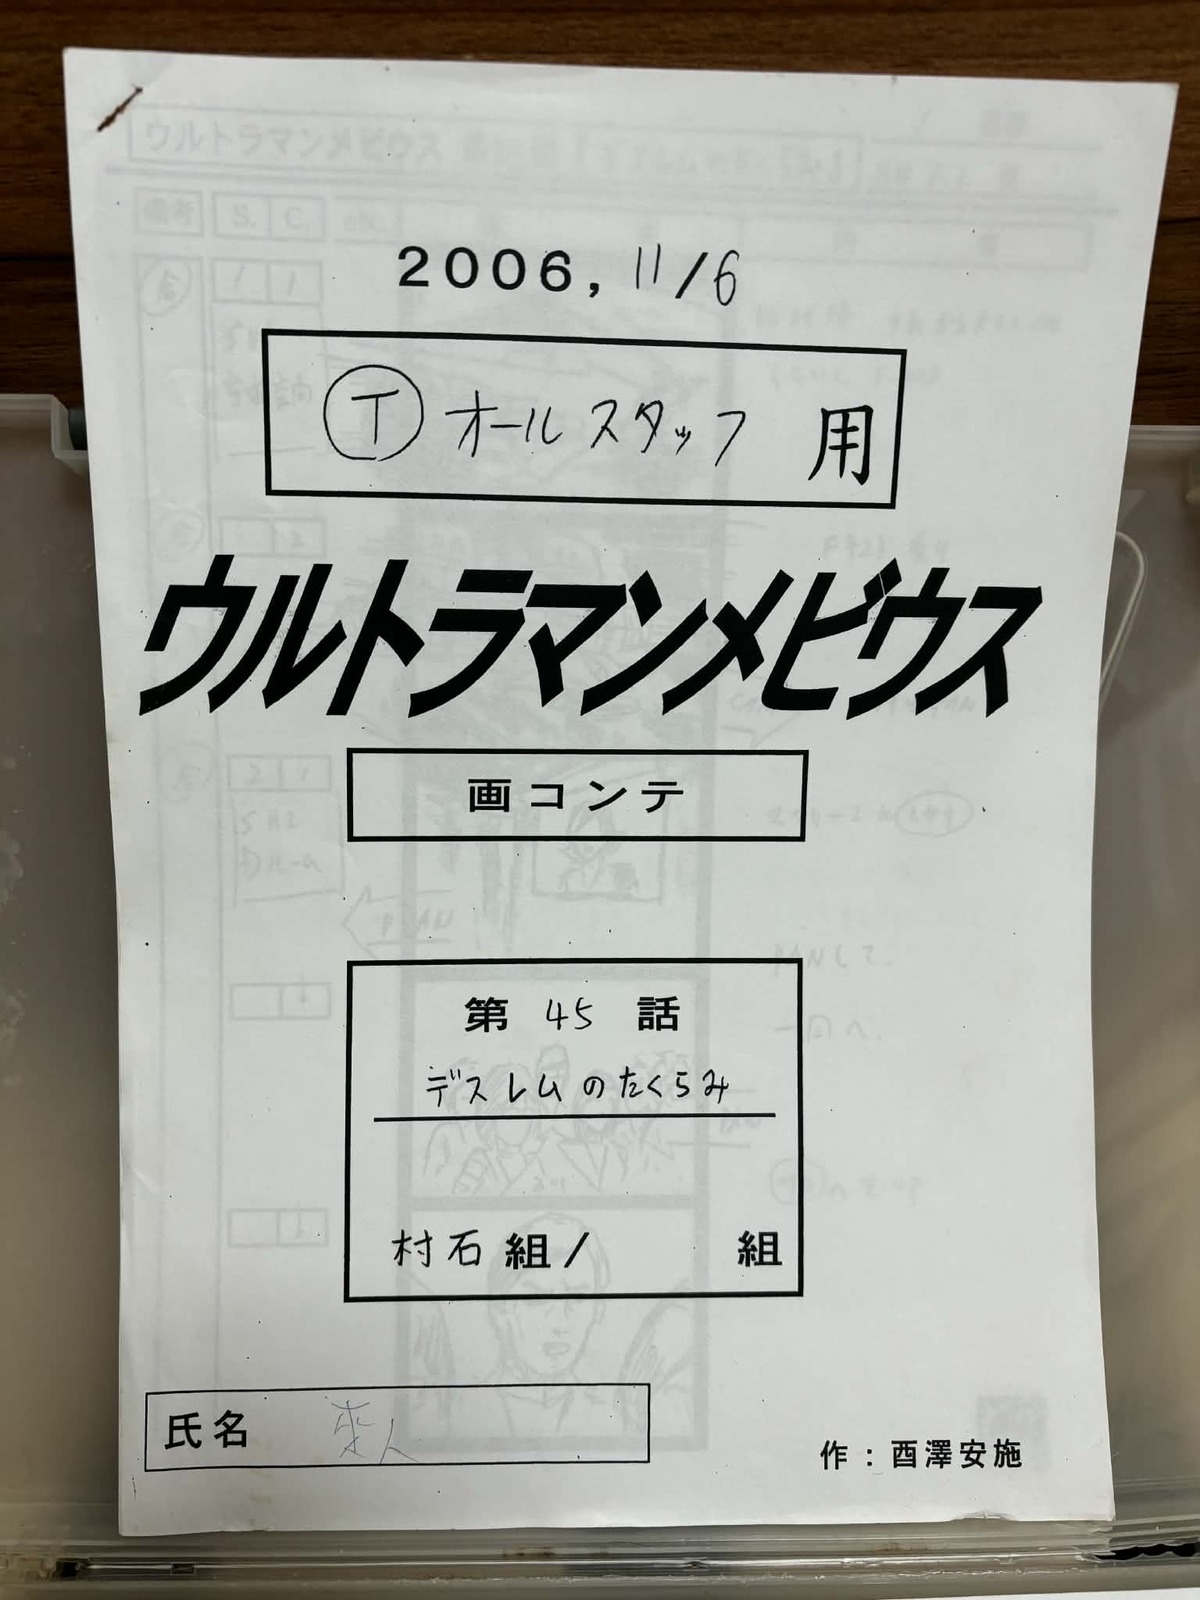 2006, 11/6
Ⓣ オールスタッフ 用
ウルトラマンメビウス
画コンテ
第 45 話
デスレムのたくらみ
村石 組/ 組
氏名
作：酉澤安施